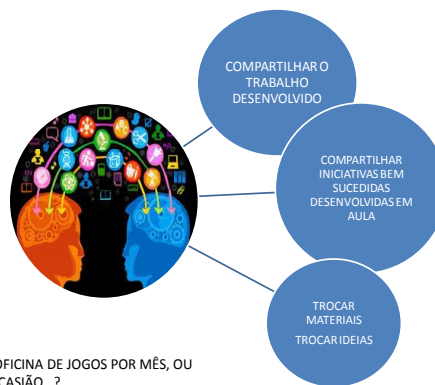 COMPARTILHAR O
TRABALHO
DESENVOLVIDO
COMPARTILHAR
INICIATIVAS BEM
SUCEDIDAS
DESENVOLVIDAS EM
AULA
TROCAR
MATERIAIS
TROCAR IDEIAS
OFICINA DE JOGOS POR MÊS, OU